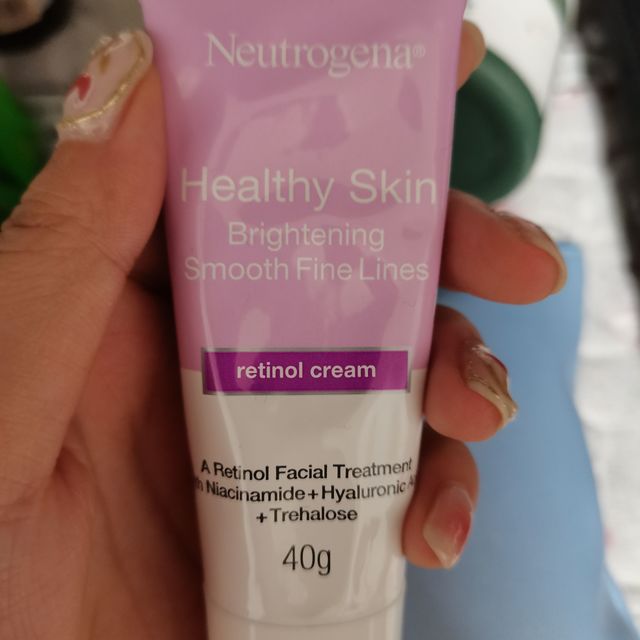 Neutrogena®
Healthy Skin
Brightening
Smooth Fine Lines
retinol cream
A Retinol Facial Treatment
Niacinamide+Hyaluronic
+Trehalose
40g